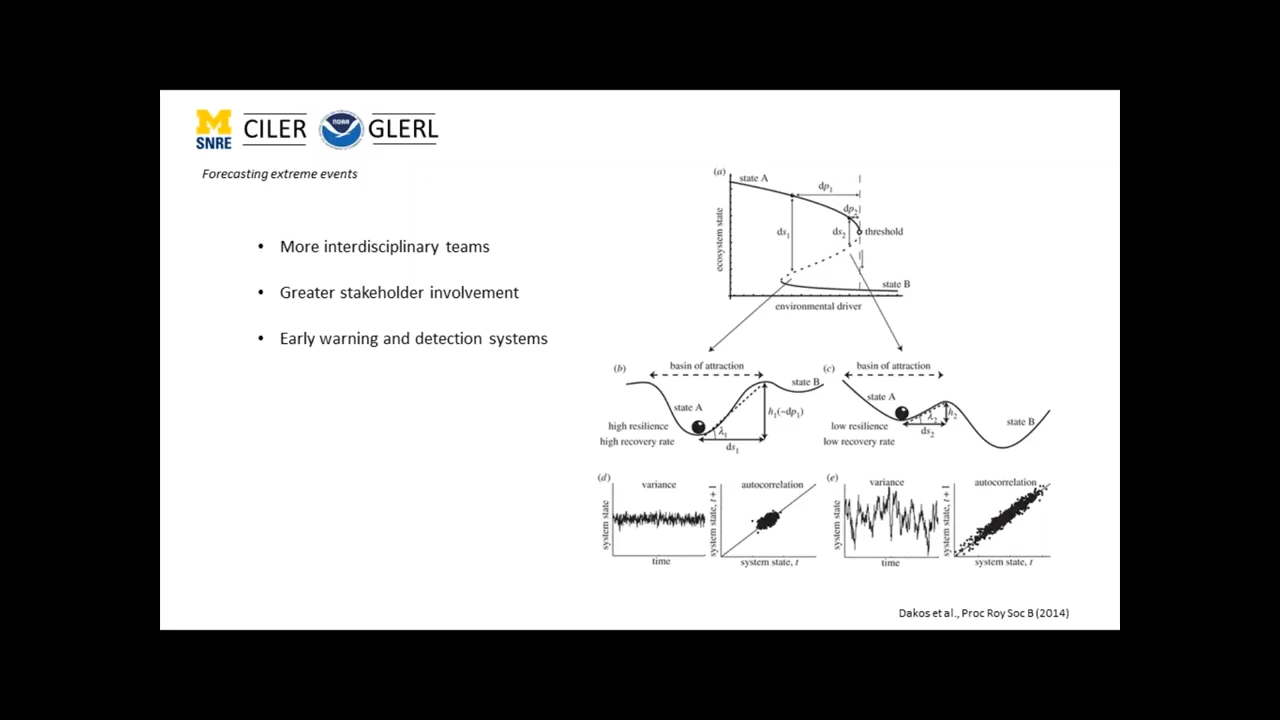 M
SNRE
CILER
NOAA
GLERL
Forecasting extreme events
• More interdisciplinary teams
• Greater stakeholder involvement
• Early warning and detection systems
(a)
state A
dp₁
dp₂
ds₁
ds₂
threshold
ecosystem state
state B
environmental driver
(b)
basin of attraction
state B
state A
h₁(~dp₁)
high resilience
high recovery rate
λ₁
ds₁
(c)
basin of attraction
state A
λ₂
h₂
low resilience
low recovery rate
ds₂
state B
(d)
variance
system state
time
autocorrelation
system state, t + 1
system state, t
(e)
variance
system state
time
autocorrelation
system state, t + 1
system state, t
Dakos et al., Proc Roy Soc B (2014)